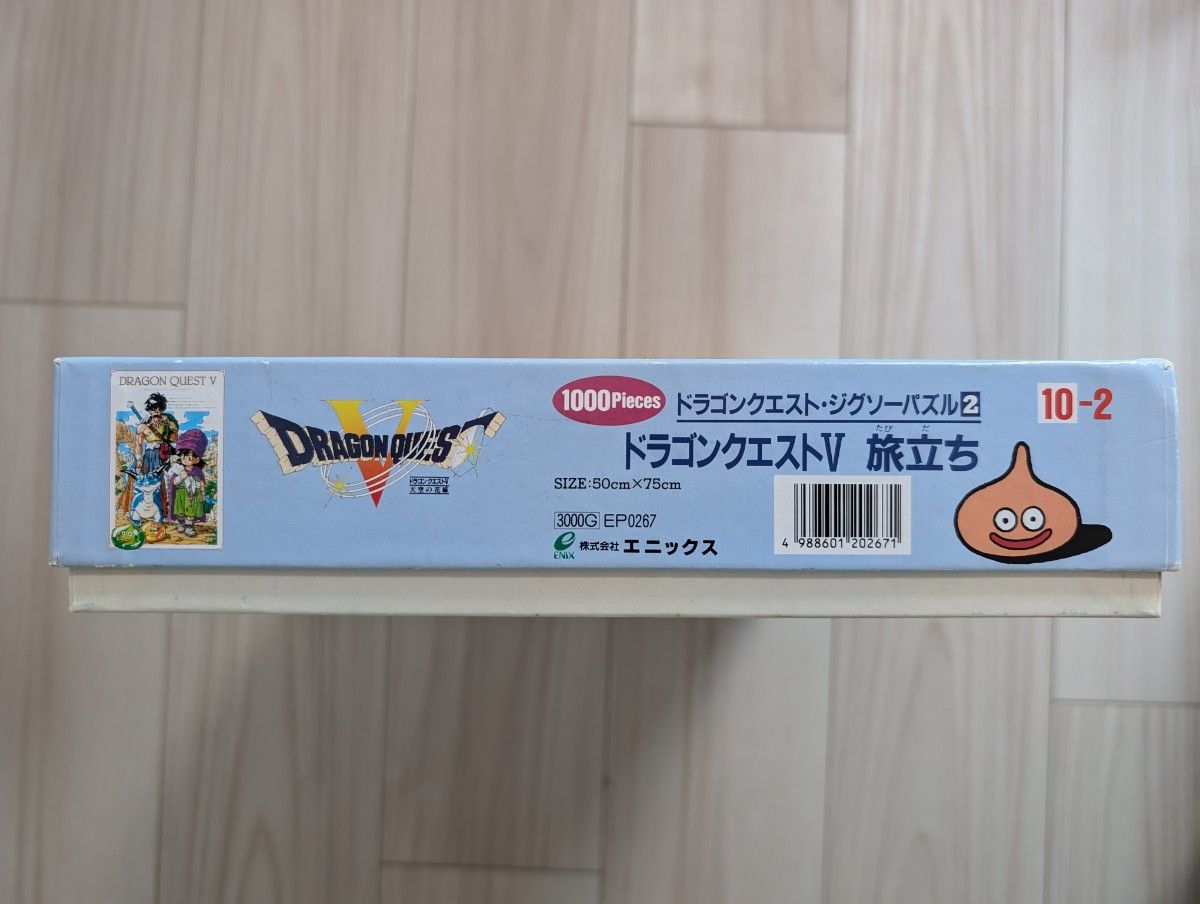 DRAGON QUEST V
DRAGON QUEST
V
ドラゴンクエストV
天空の花嫁
1000Pieces
ドラゴンクエスト・ジグソーパズル2
たび だ
ドラゴンクエストV 旅立ち
SIZE:50cm×75cm
3000G EP0267
ENIX 株式会社 エニックス
4 988601 202671
10-2